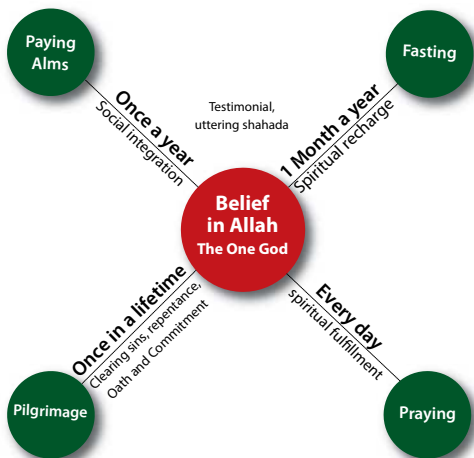 Paying
Alms
Fasting
Once a year
Social integration
Testimonial,
uttering shahada
1 Month a year
Spiritual recharge
Belief
in Allah
The One God
Once in a lifetime
Clearing sins, repentance,
Oath and Commitment
Every day
spiritual fulfillment
Pilgrimage
Praying